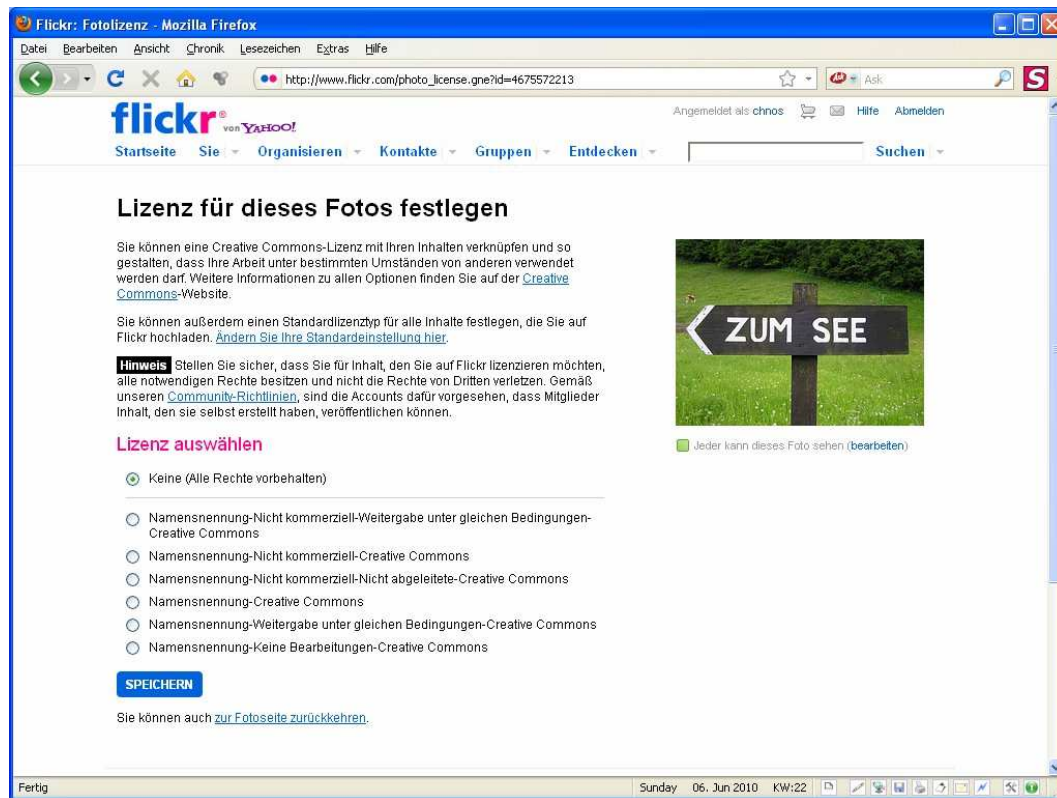 Flickr: Fotolizenz - Mozilla Firefox
Datei Bearbeiten Ansicht Chronik Lesezeichen Extras Hilfe
http://www.flickr.com/photo_license.gne?id=4675572213
Ask
S
flickr® von YAHOO!
Angemeldet als chnos Hilfe Abmelden
Startseite Sie Organisieren Kontakte Gruppen Entdecken Suchen
Lizenz für dieses Fotos festlegen
Sie können eine Creative Commons-Lizenz mit Ihren Inhalten verknüpfen und so
gestalten, dass Ihre Arbeit unter bestimmten Umständen von anderen verwendet
werden darf. Weitere Informationen zu allen Optionen finden Sie auf der Creative
Commons-Website.
Sie können außerdem einen Standardlizenztyp für alle Inhalte festlegen, die Sie auf
Flickr hochladen. Ändern Sie Ihre Standardeinstellung hier.
Hinweis Stellen Sie sicher, dass Sie für Inhalt, den Sie auf Flickr lizenzieren möchten,
alle notwendigen Rechte besitzen und nicht die Rechte von Dritten verletzen. Gemäß
unseren Community-Richtlinien, sind die Accounts dafür vorgesehen, dass Mitglieder
Inhalt, den sie selbst erstellt haben, veröffentlichen können.
ZUM SEE
Jeder kann dieses Foto sehen (bearbeiten)
Lizenz auswählen
Keine (Alle Rechte vorbehalten)
Namensnennung-Nicht kommerziell-Weitergabe unter gleichen Bedingungen-
Creative Commons
Namensnennung-Nicht kommerziell-Creative Commons
Namensnennung-Nicht kommerziell-Nicht abgeleitete-Creative Commons
Namensnennung-Creative Commons
Namensnennung-Weitergabe unter gleichen Bedingungen-Creative Commons
Namensnennung-Keine Bearbeitungen-Creative Commons
SPEICHERN
Sie können auch zur Fotoseite zurückkehren.
Fertig
Sunday 06. Jun 2010 KW:22